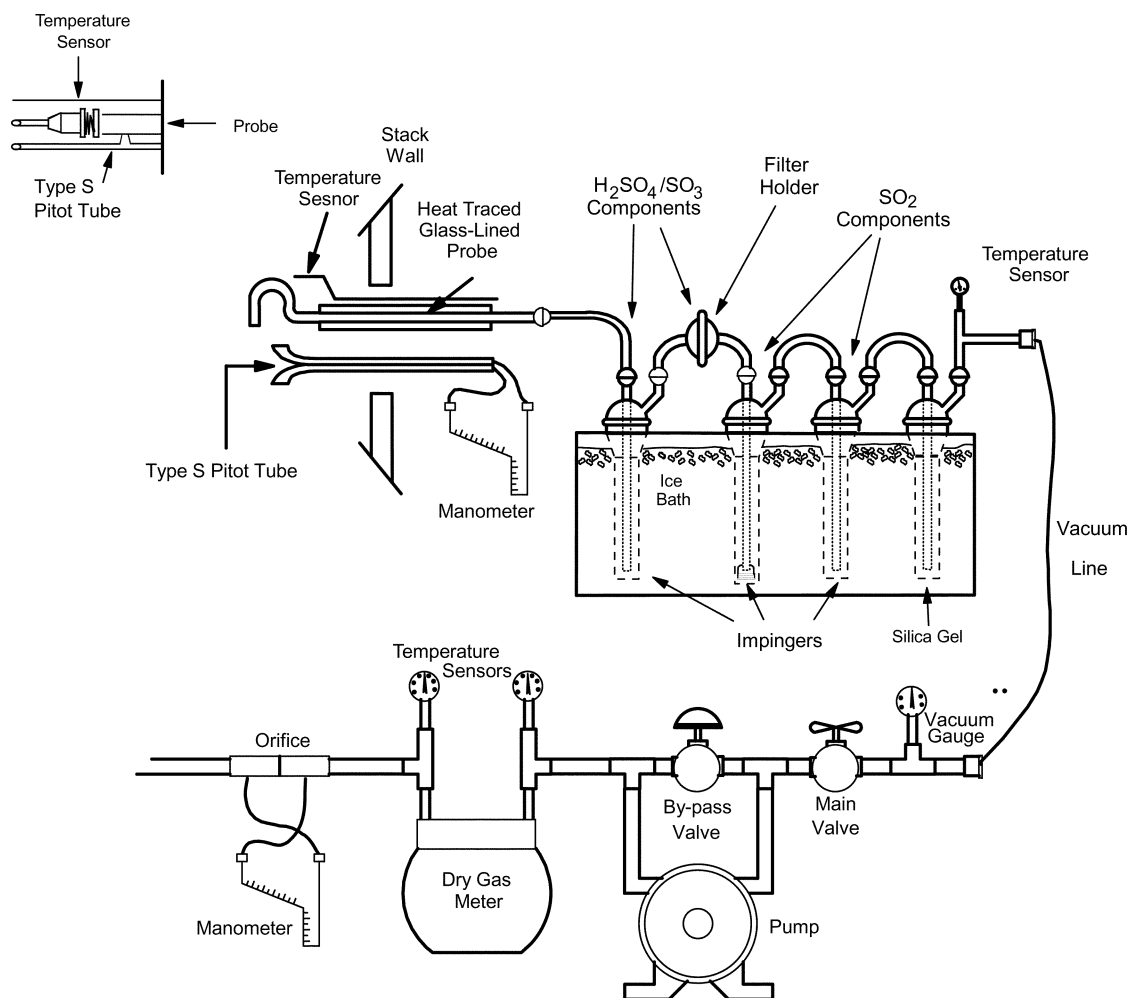 Temperature
Sensor
Probe
Type S
Pitot Tube
Stack
Wall
Temperature
Sesnor
Heat Traced
Glass-Lined
Probe
H₂SO₄/SO₃
Components
Filter
Holder
SO₂
Components
Temperature
Sensor
Type S Pitot Tube
Manometer
Ice
Bath
Vacuum
Line
Impingers
Silica Gel
Temperature
Sensors
Vacuum
Gauge
Orifice
By-pass
Valve
Main
Valve
Dry Gas
Meter
Manometer
Pump